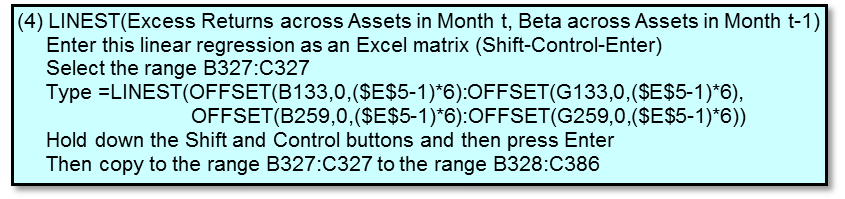 (4) LINEST(Excess Returns across Assets in Month t, Beta across Assets in Month t-1)
Enter this linear regression as an Excel matrix (Shift-Control-Enter)
Select the range B327:C327
Type =LINEST(OFFSET(B133,0,($E$5-1)*6):OFFSET(G133,0,($E$5-1)*6),
OFFSET(B259,0,($E$5-1)*6):OFFSET(G259,0,($E$5-1)*6))
Hold down the Shift and Control buttons and then press Enter
Then copy to the range B327:C327 to the range B328:C386